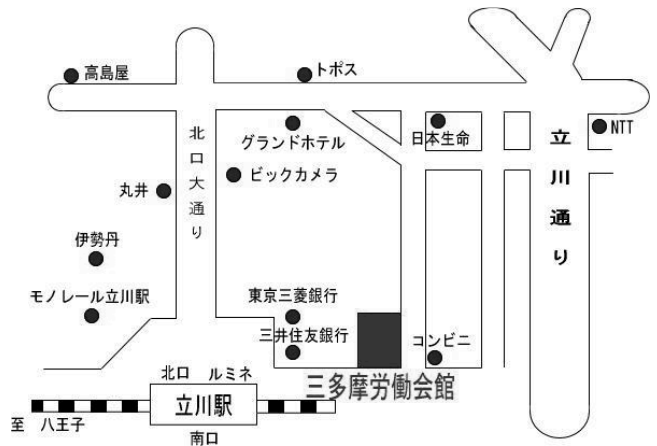 高島屋
トポス
グランドホテル
日本生命
NTT
北口大通り
立川通り
丸井
ビックカメラ
伊勢丹
モノレール立川駅
東京三菱銀行
三井住友銀行
コンビニ
三多摩労働会館
北口 ルミネ
立川駅
至 八王子
南口